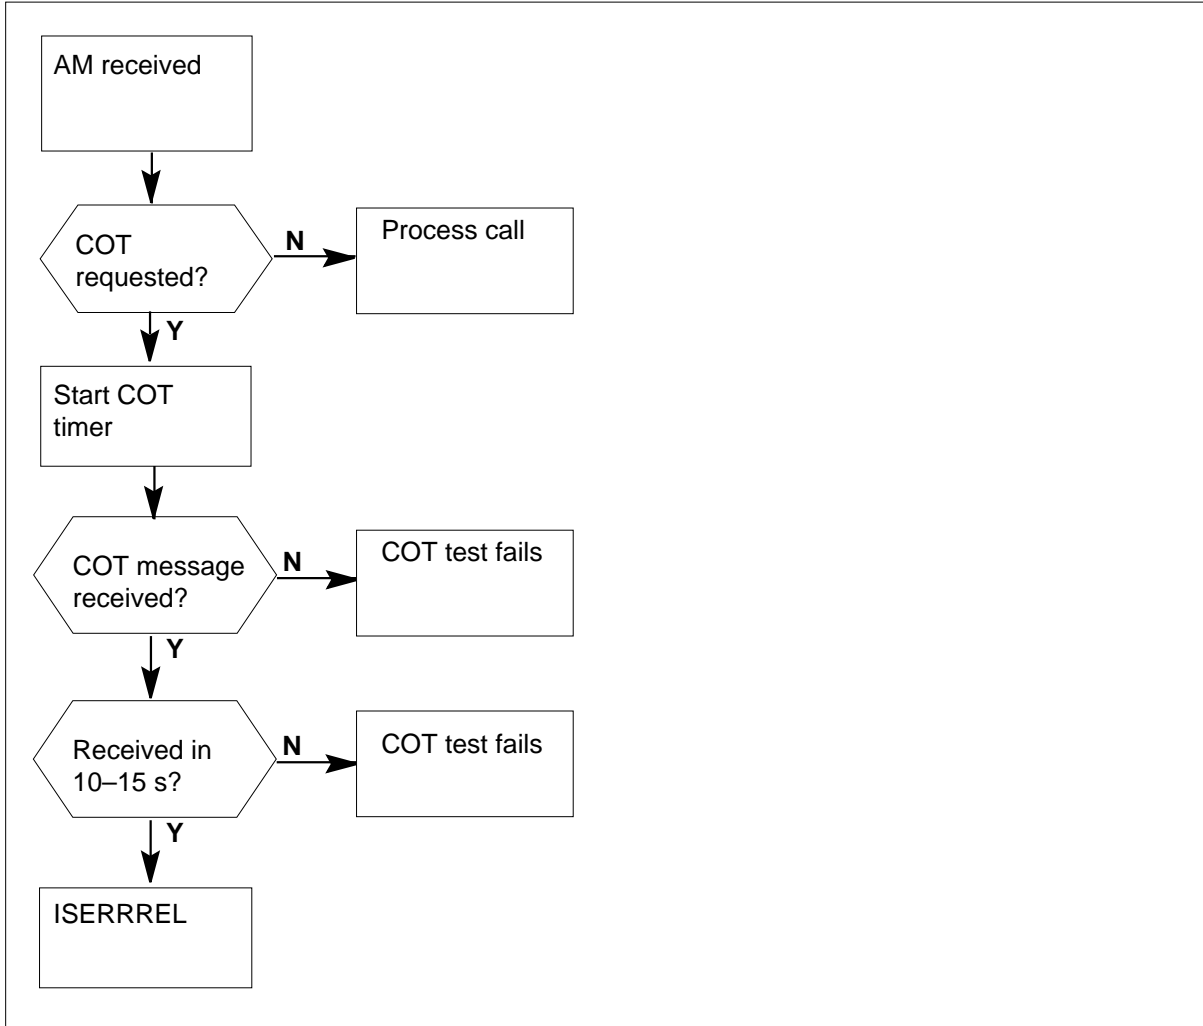 AM received
COT
requested?
N
Process call
Y
Start COT
timer
COT message
received?
N
COT test fails
Y
Received in
10–15 s?
N
COT test fails
Y
ISERRREL